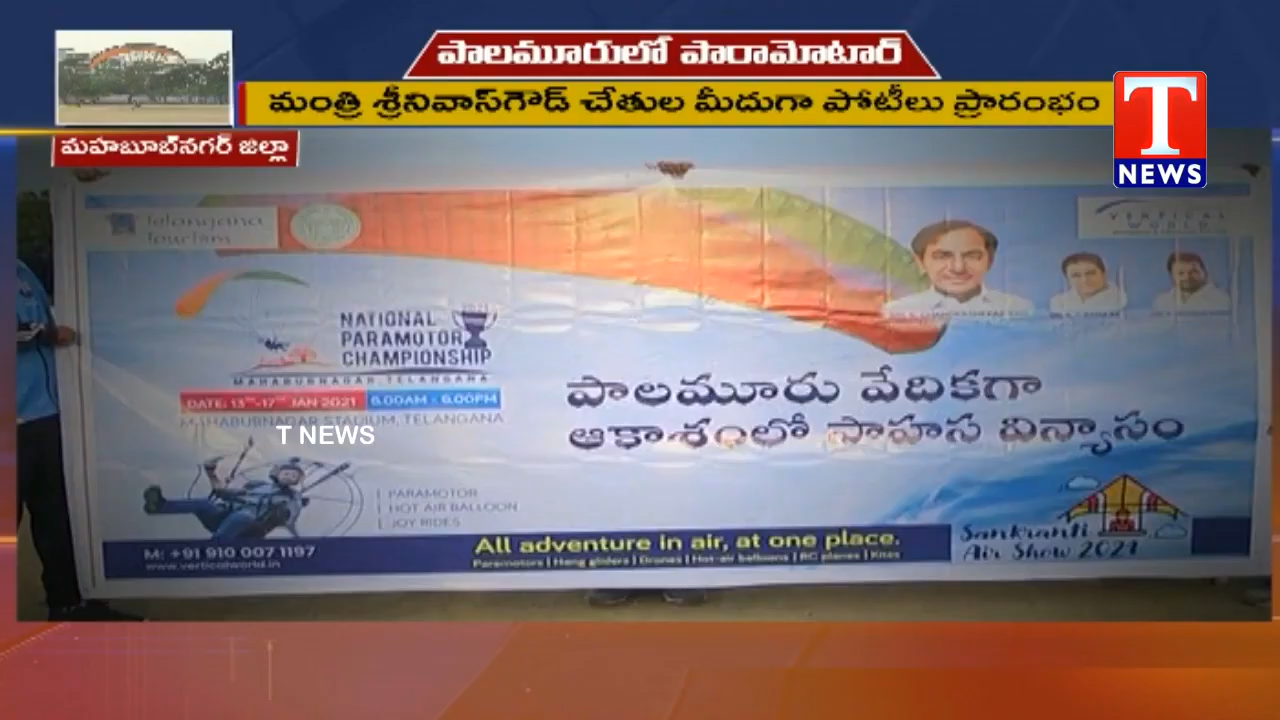 పాలమూరులో పారామోటార్
మంత్రి శ్రీనివాస్‌గౌడ్ చేతుల మీదుగా పోటీలు ప్రారంభం
T
NEWS
మహబూబ్‌నగర్ జిల్లా
Telangana
Tourism
VERTICAL
WORLD
NATIONAL
PARAMOTOR
CHAMPIONSHIP
MAHABUBNAGAR, TELANGANA
DATE: 13TH-17TH JAN 2021 6.00AM - 6.00PM
MAHABUBNAGAR STADIUM, TELANGANA
T NEWS
పాలమూరు వేదికగా
ఆకాశంలో సాహస విన్యాసం
PARAMOTOR
HOT AIR BALLOON
JOY RIDES
M: +91 910 007 1197
www.verticalworld.in
All adventure in air, at one place.
Paramotors | Hang gliders | Drones | Hot-air balloons | RC planes | Kites
Sankranti
Air Show 2021